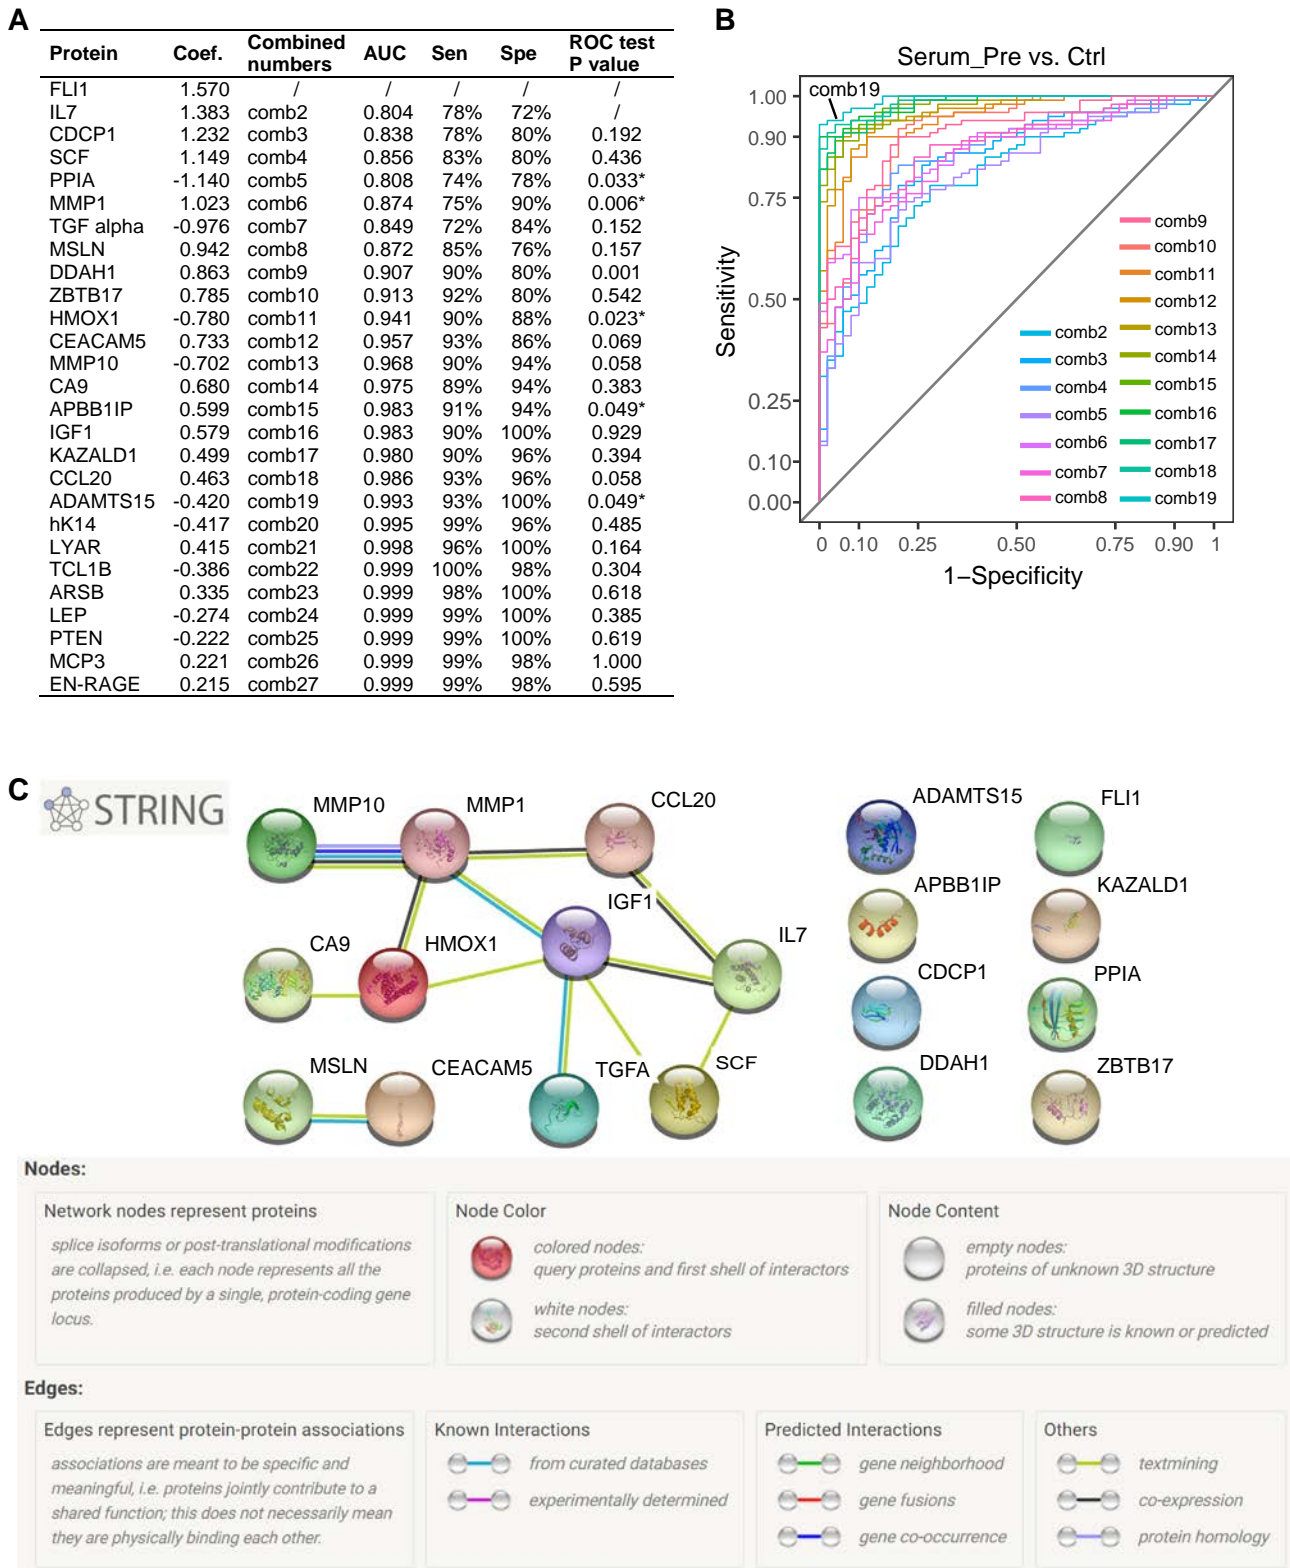 A
Protein Coef. Combined numbers AUC Sen Spe ROC test P value
FLI1 1.570 / / / / /
IL7 1.383 comb2 0.804 78% 72% /
CDCP1 1.232 comb3 0.838 78% 80% 0.192
SCF 1.149 comb4 0.856 83% 80% 0.436
PPIA -1.140 comb5 0.808 74% 78% 0.033*
MMP1 1.023 comb6 0.874 75% 90% 0.006*
TGF alpha -0.976 comb7 0.849 72% 84% 0.152
MSLN 0.942 comb8 0.872 85% 76% 0.157
DDAH1 0.863 comb9 0.907 90% 80% 0.001
ZBTB17 0.785 comb10 0.913 92% 80% 0.542
HMOX1 -0.780 comb11 0.941 90% 88% 0.023*
CEACAM5 0.733 comb12 0.957 93% 86% 0.069
MMP10 -0.702 comb13 0.968 90% 94% 0.058
CA9 0.680 comb14 0.975 89% 94% 0.383
APBB1IP 0.599 comb15 0.983 91% 94% 0.049*
IGF1 0.579 comb16 0.983 90% 100% 0.929
KAZALD1 0.499 comb17 0.980 90% 96% 0.394
CCL20 0.463 comb18 0.986 93% 96% 0.058
ADAMTS15 -0.420 comb19 0.993 93% 100% 0.049*
hK14 -0.417 comb20 0.995 99% 96% 0.485
LYAR 0.415 comb21 0.998 96% 100% 0.164
TCL1B -0.386 comb22 0.999 100% 98% 0.304
ARSB 0.335 comb23 0.999 98% 100% 0.618
LEP -0.274 comb24 0.999 99% 100% 0.385
PTEN -0.222 comb25 0.999 99% 100% 0.619
MCP3 0.221 comb26 0.999 99% 98% 1.000
EN-RAGE 0.215 comb27 0.999 99% 98% 0.595
B
Serum_Pre vs. Ctrl
comb19
1.00
0.90
0.75
0.50
0.25
0.10
0.00
Sensitivity
0 0.10 0.25 0.50 0.75 0.90 1
1−Specificity
comb2
comb3
comb4
comb5
comb6
comb7
comb8
comb9
comb10
comb11
comb12
comb13
comb14
comb15
comb16
comb17
comb18
comb19
C
STRING
MMP10 MMP1 CCL20 ADAMTS15 FLI1
IGF1 APBB1IP KAZALD1
CA9 HMOX1 IL7 CDCP1 PPIA
MSLN CEACAM5 TGFA SCF DDAH1 ZBTB17
Nodes:
Network nodes represent proteins
splice isoforms or post-translational modifications
are collapsed, i.e. each node represents all the
proteins produced by a single, protein-coding gene
locus.
Node Color
colored nodes:
query proteins and first shell of interactors
white nodes:
second shell of interactors
Node Content
empty nodes:
proteins of unknown 3D structure
filled nodes:
some 3D structure is known or predicted
Edges:
Edges represent protein-protein associations
associations are meant to be specific and
meaningful, i.e. proteins jointly contribute to a
shared function; this does not necessarily mean
they are physically binding each other.
Known Interactions
from curated databases
experimentally determined
Predicted Interactions
gene neighborhood
gene fusions
gene co-occurrence
Others
textmining
co-expression
protein homology